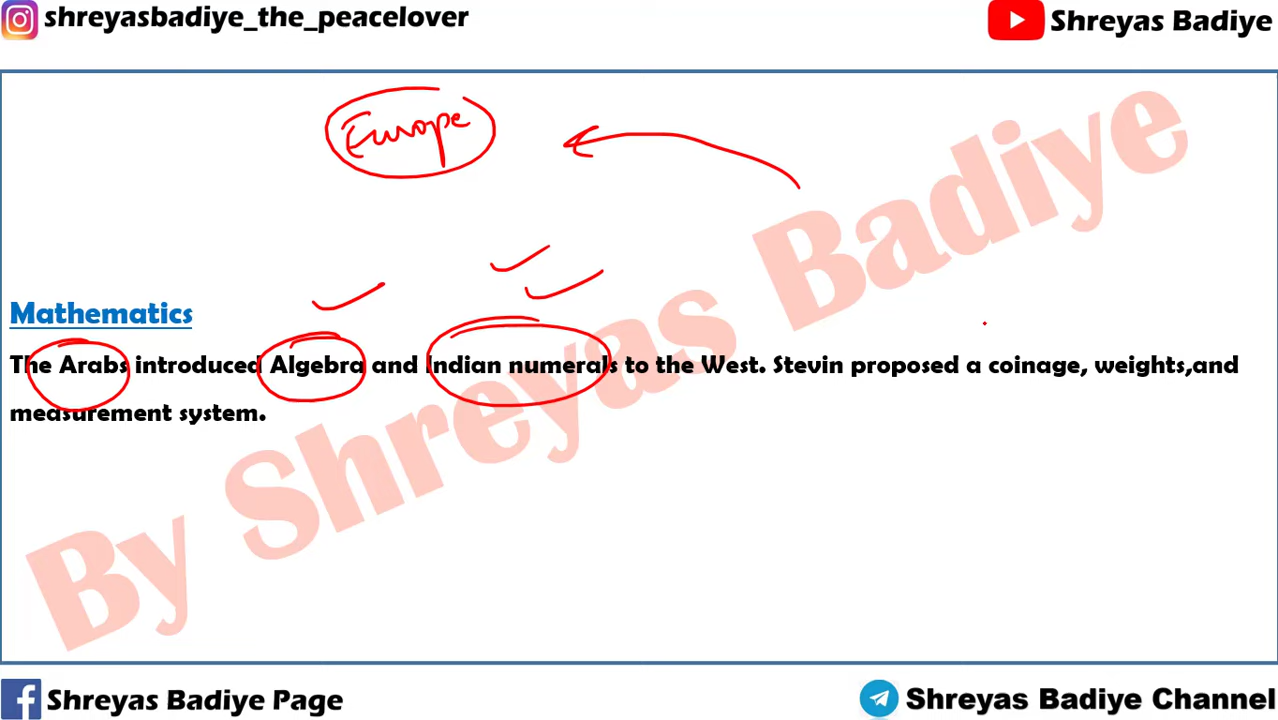 shreyasbadiye_the_peacelover
Shreyas Badiye
Europe
By Shreyas Badiye
Mathematics
The Arabs introduced Algebra and Indian numerals to the West. Stevin proposed a coinage, weights,and
measurement system.
Shreyas Badiye Page
Shreyas Badiye Channel